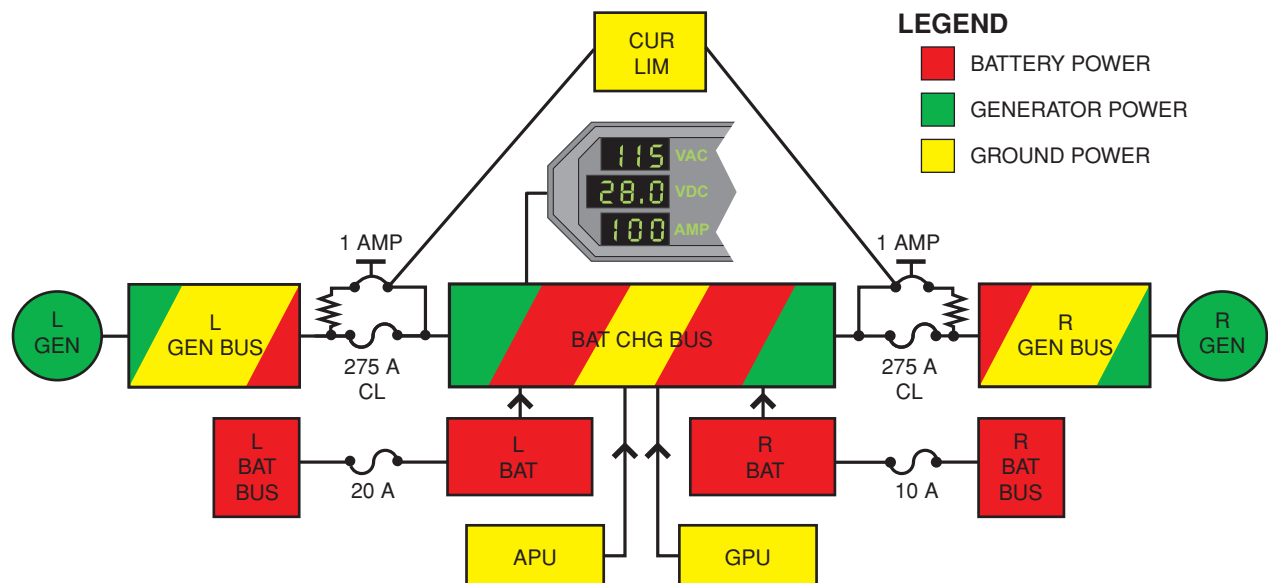 CUR
LIM
LEGEND
BATTERY POWER
GENERATOR POWER
GROUND POWER
115 VAC
28.0 VDC
100 AMP
1 AMP
1 AMP
L
GEN
L
GEN BUS
275 A
CL
BAT CHG BUS
275 A
CL
R
GEN BUS
R
GEN
L
BAT
BUS
20 A
L
BAT
R
BAT
10 A
R
BAT
BUS
APU
GPU